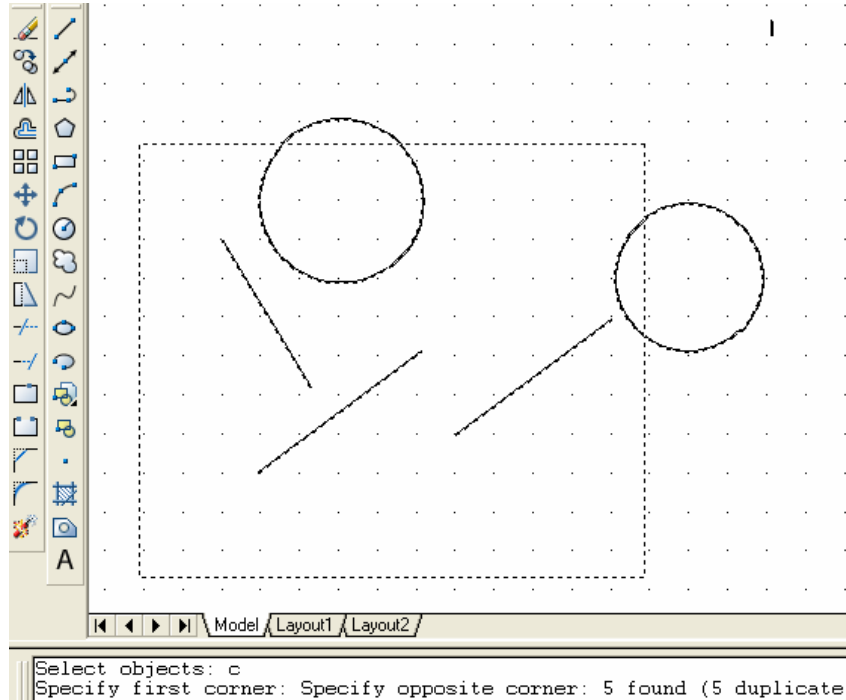 A
Model Layout1 Layout2
Select objects: c
Specify first corner: Specify opposite corner: 5 found (5 duplicate